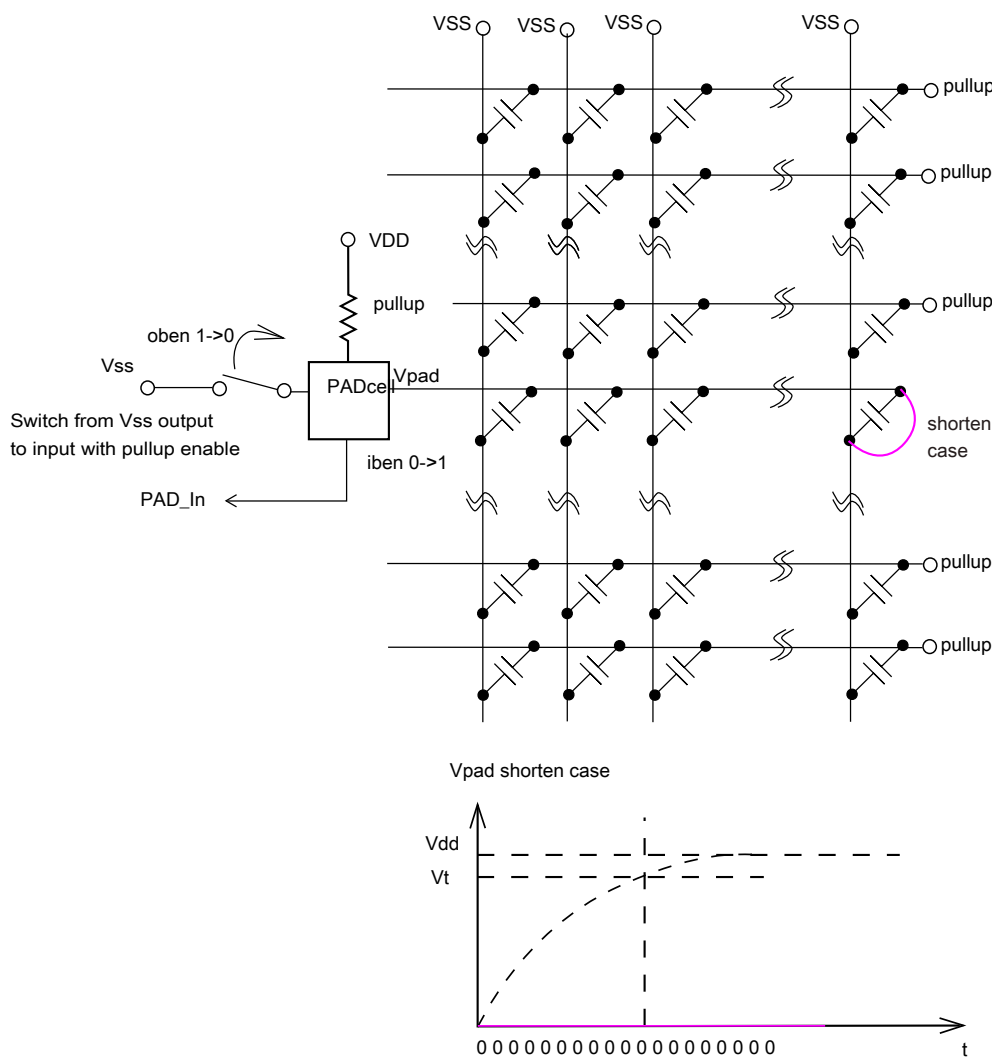 VSS VSS VSS VSS
pullup
pullup
VDD
pullup
pullup
oben 1->0
Vss
PADcel
Vpad
Switch from Vss output
to input with pullup enable
shorten
case
iben 0->1
PAD_In
pullup
pullup
Vpad shorten case
Vdd
Vt
0 0 0 0 0 0 0 0 0 0 0 0 0 0 0 0 0 0 0
t